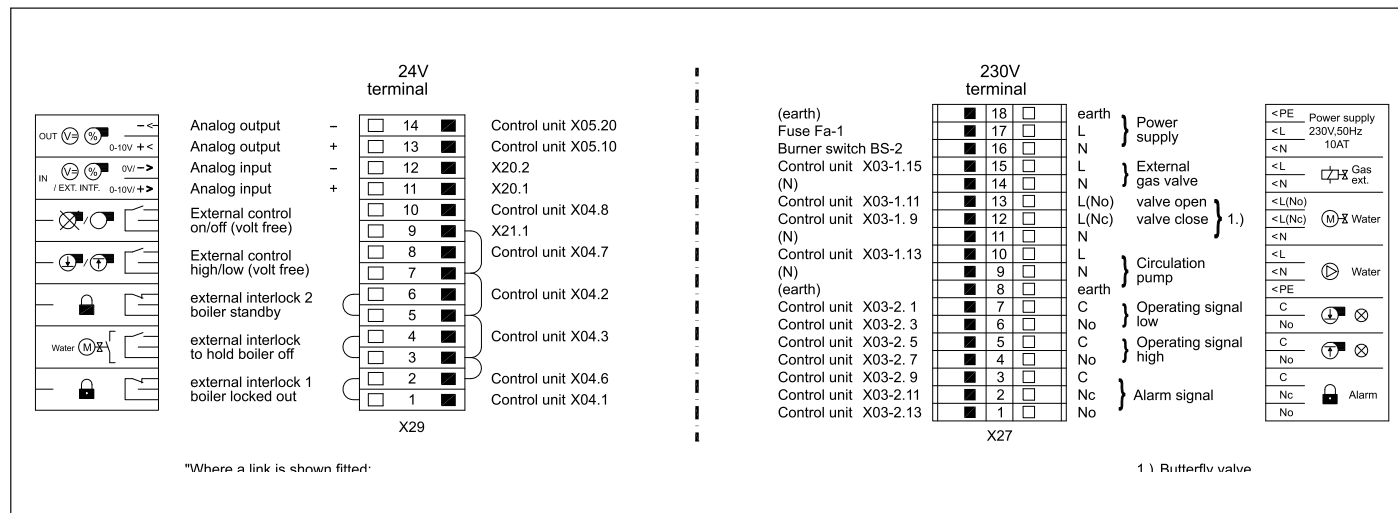 24V
terminal
OUT V= % – <
0-10V + <
IN V= % 0V/ – >
/ EXT. INTF. 0-10V/ + >
Water M
Analog output – 14 Control unit X05.20
Analog output + 13 Control unit X05.10
Analog input – 12 X20.2
Analog input + 11 X20.1
External control 10 Control unit X04.8
on/off (volt free) 9 X21.1
External control 8 Control unit X04.7
high/low (volt free) 7
external interlock 2 6 Control unit X04.2
boiler standby 5
external interlock 4 Control unit X04.3
to hold boiler off 3
external interlock 1 2 Control unit X04.6
boiler locked out 1 Control unit X04.1
X29
"Where a link is shown fitted:
230V
terminal
(earth) 18 earth
Fuse Fa-1 17 L
Burner switch BS-2 16 N
Power
supply
Control unit X03-1.15 15 L
(N) 14 N
External
gas valve
Control unit X03-1.11 13 L(No) valve open
Control unit X03-1. 9 12 L(Nc) valve close 1.)
(N) 11 N
Control unit X03-1.13 10 L
(N) 9 N
(earth) 8 earth
Circulation
pump
Control unit X03-2. 1 7 C
Control unit X03-2. 3 6 No
Operating signal
low
Control unit X03-2. 5 5 C
Control unit X03-2. 7 4 No
Operating signal
high
Control unit X03-2. 9 3 C
Control unit X03-2.11 2 Nc
Control unit X03-2.13 1 No
Alarm signal
X27
<PE
<L
<N
Power supply
230V,50Hz
10AT
<L
<N
Gas
ext.
<L(No)
<L(Nc) M Water
<N
<L
<N Water
<PE
C
No
C
No
C
Nc Alarm
No
1.) Butterfly valve